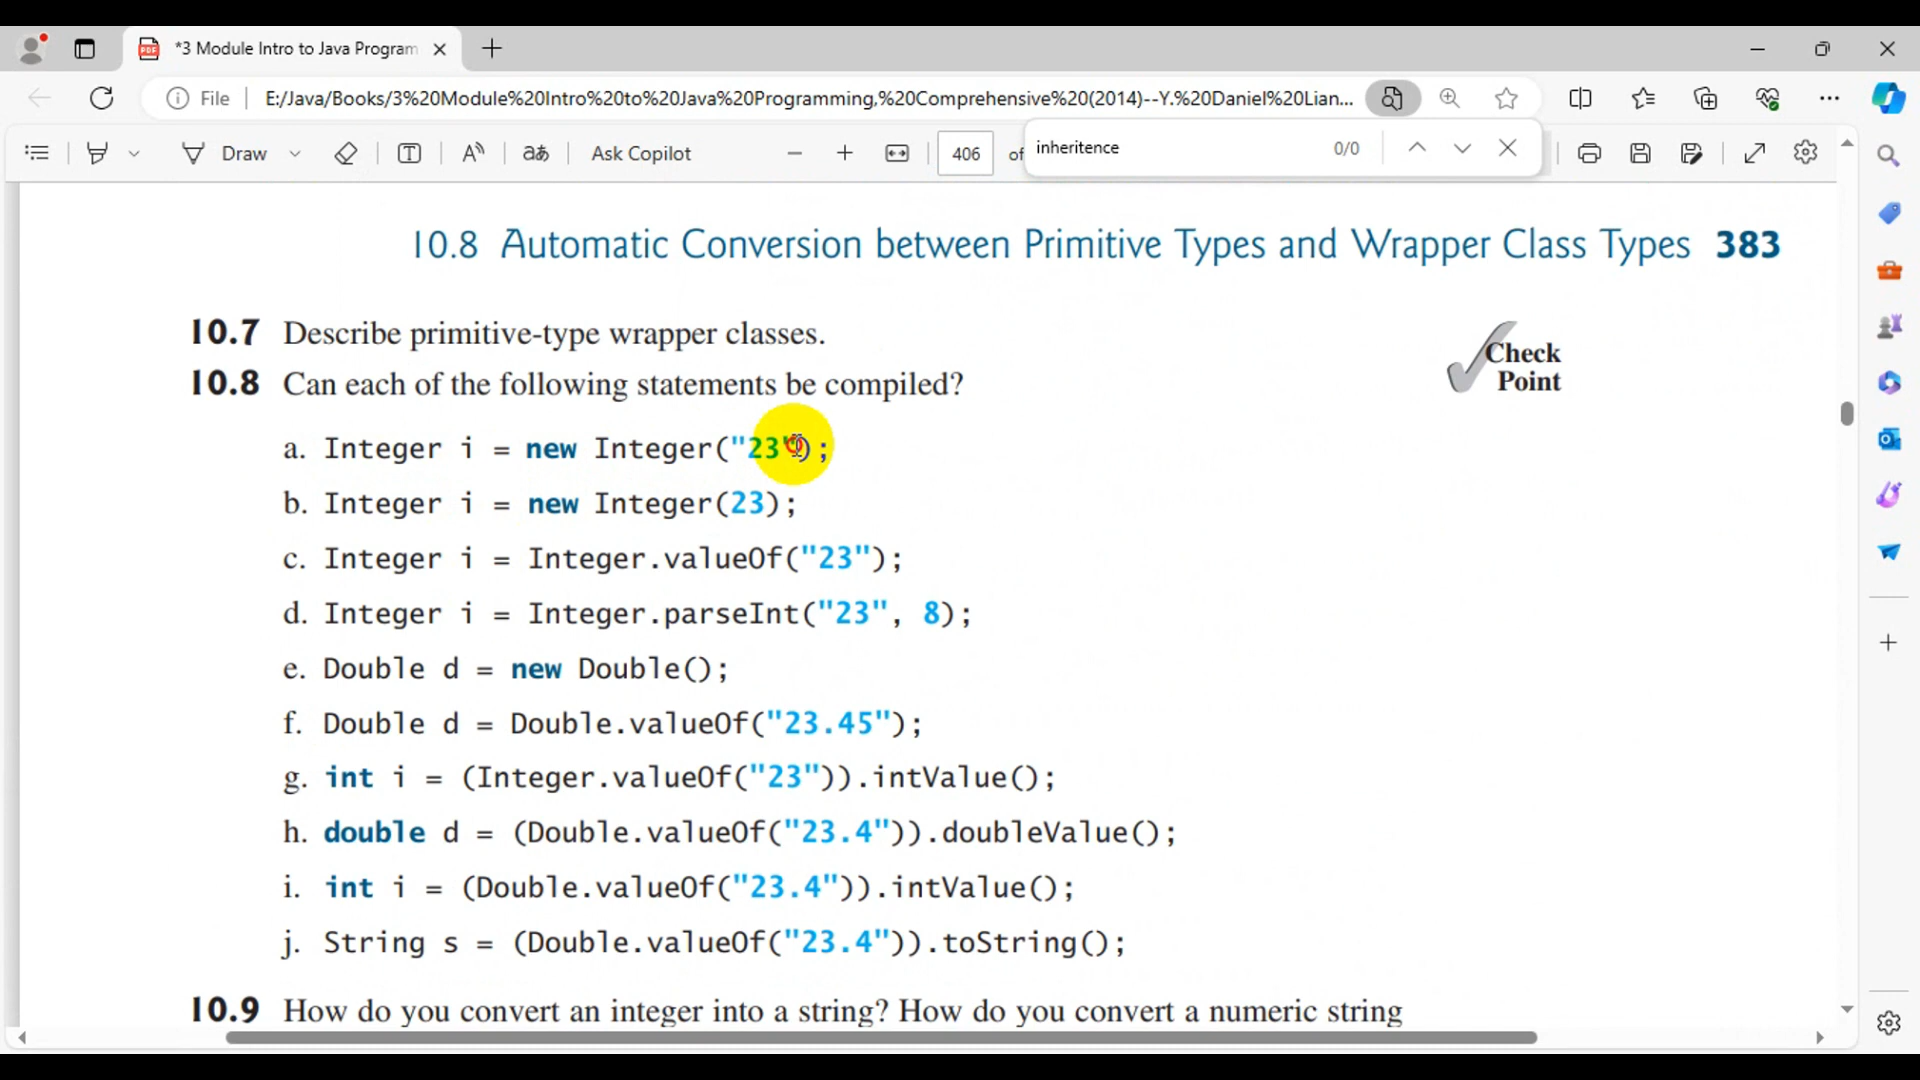 *3 Module Intro to Java Program
File
E:/Java/Books/3%20Module%20Intro%20to%20Java%20Programming,%20Comprehensive%20(2014)--Y.%20Daniel%20Lian...
Draw
Ask Copilot
406
of
inheritence
0/0
10.8 Automatic Conversion between Primitive Types and Wrapper Class Types 383
10.7 Describe primitive-type wrapper classes.
Check
Point
10.8 Can each of the following statements be compiled?
a. Integer i = new Integer("23");
b. Integer i = new Integer(23);
c. Integer i = Integer.valueOf("23");
d. Integer i = Integer.parseInt("23", 8);
e. Double d = new Double();
f. Double d = Double.valueOf("23.45");
g. int i = (Integer.valueOf("23")).intValue();
h. double d = (Double.valueOf("23.4")).doubleValue();
i. int i = (Double.valueOf("23.4")).intValue();
j. String s = (Double.valueOf("23.4")).toString();
10.9 How do you convert an integer into a string? How do you convert a numeric string